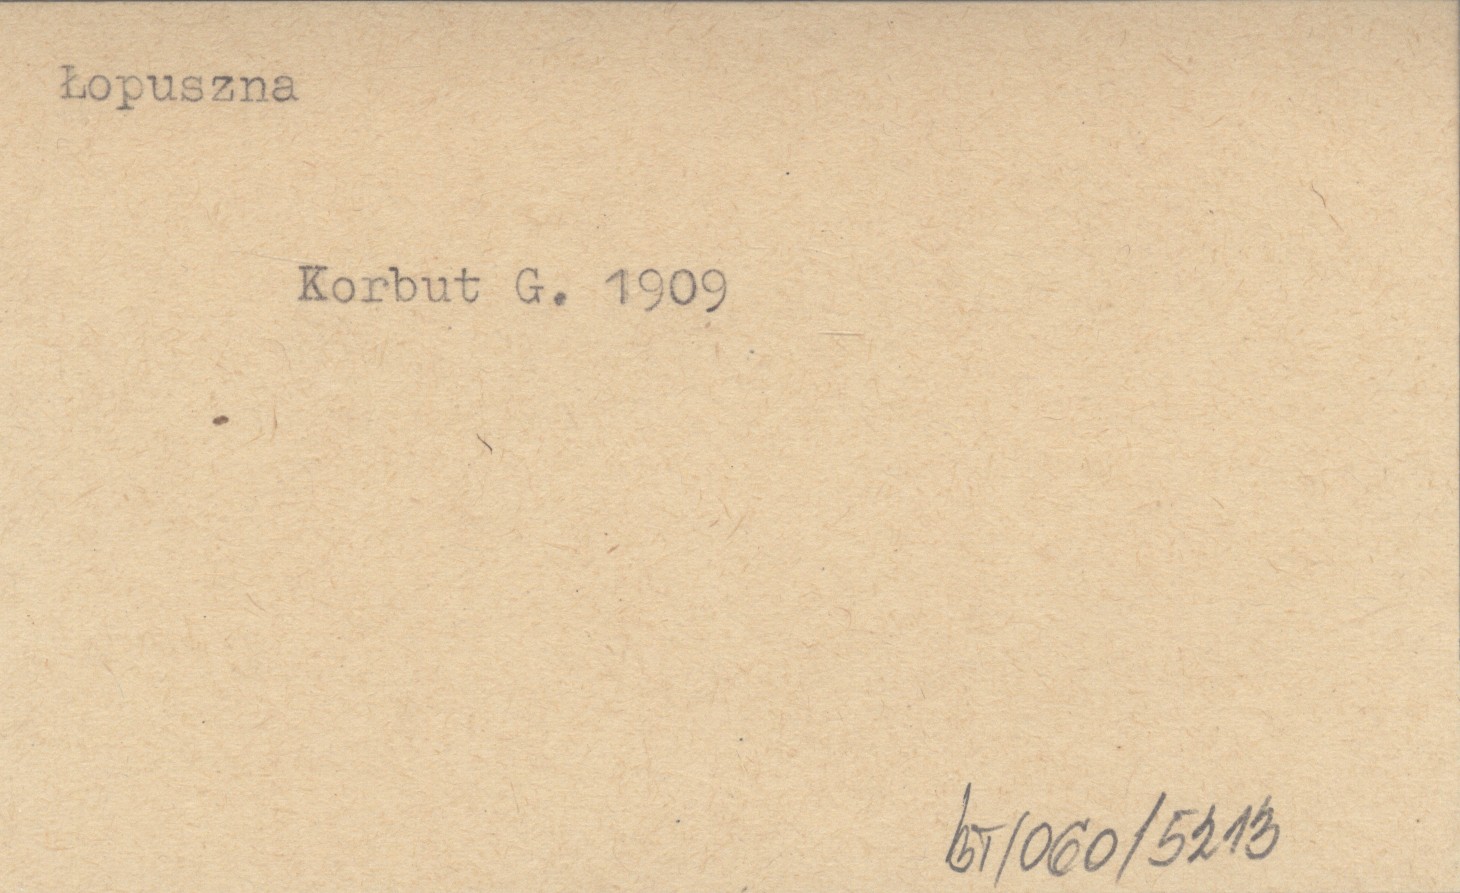 Łopuszna
Korbut G. 1909
bT/060/5213